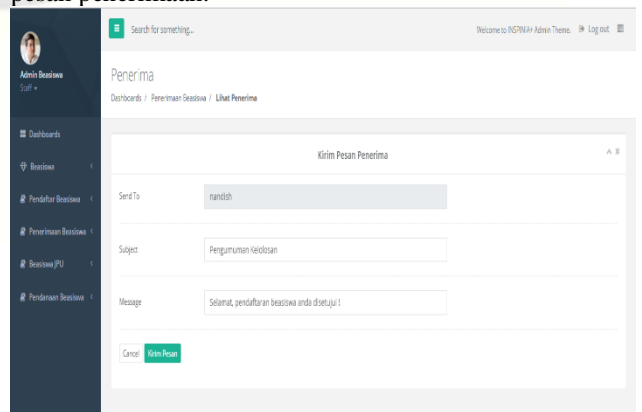 pesan penerimaan.
Search for something...
Welcome to INSPINIA+ Admin Theme. Log out
Admin Beasiswa
Staff
Penerima
Dashboards / Penerimaan Beasiswa / Lihat Penerima
Dashboards
Beasiswa
Pendaftar Beasiswa
Penerimaan Beasiswa
Beasiswa JPU
Pendanaan Beasiswa
Kirim Pesan Penerima
Send To nandish
Subject Pengumuman Kelolosan
Message Selamat, pendaftaran beasiswa anda disetujui !
Cancel Kirim Pesan